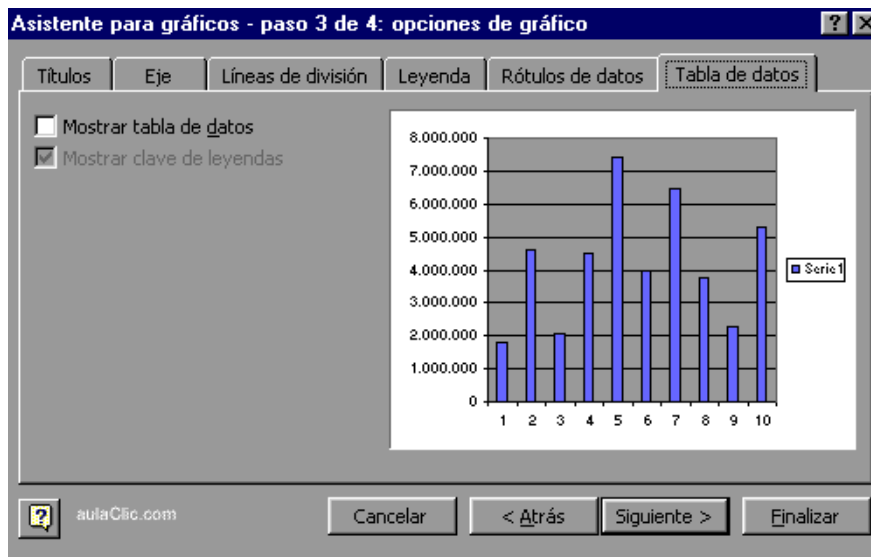 Asistente para gráficos - paso 3 de 4: opciones de gráfico
Títulos Eje Líneas de división Leyenda Rótulos de datos Tabla de datos
Mostrar tabla de datos
Mostrar clave de leyendas
8.000.000
7.000.000
6.000.000
5.000.000
4.000.000
3.000.000
2.000.000
1.000.000
0
1 2 3 4 5 6 7 8 9 10
Serie1
aulaClic.com
Cancelar < Atrás Siguiente > Finalizar